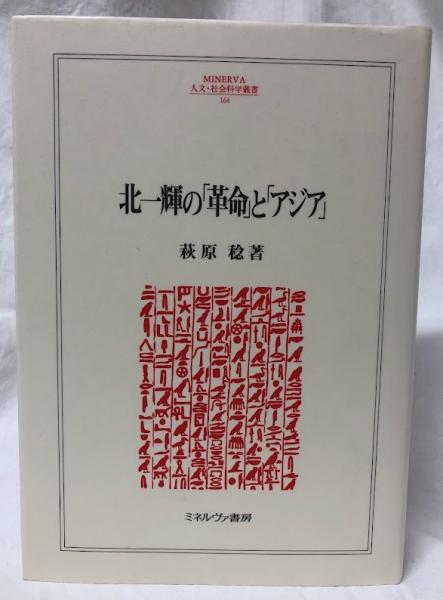 MINERVA
人文・社会科学叢書
164
北一輝の「革命」と「アジア」
萩原 稔著
ミネルヴァ書房